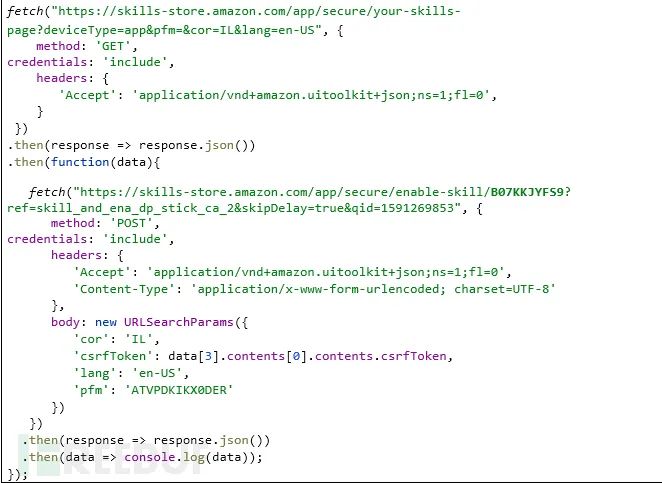 fetch("https://skills-store.amazon.com/app/secure/your-skills-
page?deviceType=app&pfm=&cor=IL&lang=en-US", {
method: 'GET',
credentials: 'include',
headers: {
'Accept': 'application/vnd+amazon.uitoolkit+json;ns=1;fl=0',
}
})
.then(response => response.json())
.then(function(data){
fetch("https://skills-store.amazon.com/app/secure/enable-skill/B07KKJYFS9?
ref=skill_and_ena_dp_stick_ca_2&skipDelay=true&qid=1591269853", {
method: 'POST',
credentials: 'include',
headers: {
'Accept': 'application/vnd+amazon.uitoolkit+json;ns=1;fl=0',
'Content-Type': 'application/x-www-form-urlencoded; charset=UTF-8'
},
body: new URLSearchParams({
'cor': 'IL',
'csrfToken': data[3].contents[0].contents.csrfToken,
'lang': 'en-US',
'pfm': 'ATVPDKIKX0DER'
})
})
.then(response => response.json())
.then(data => console.log(data));
});